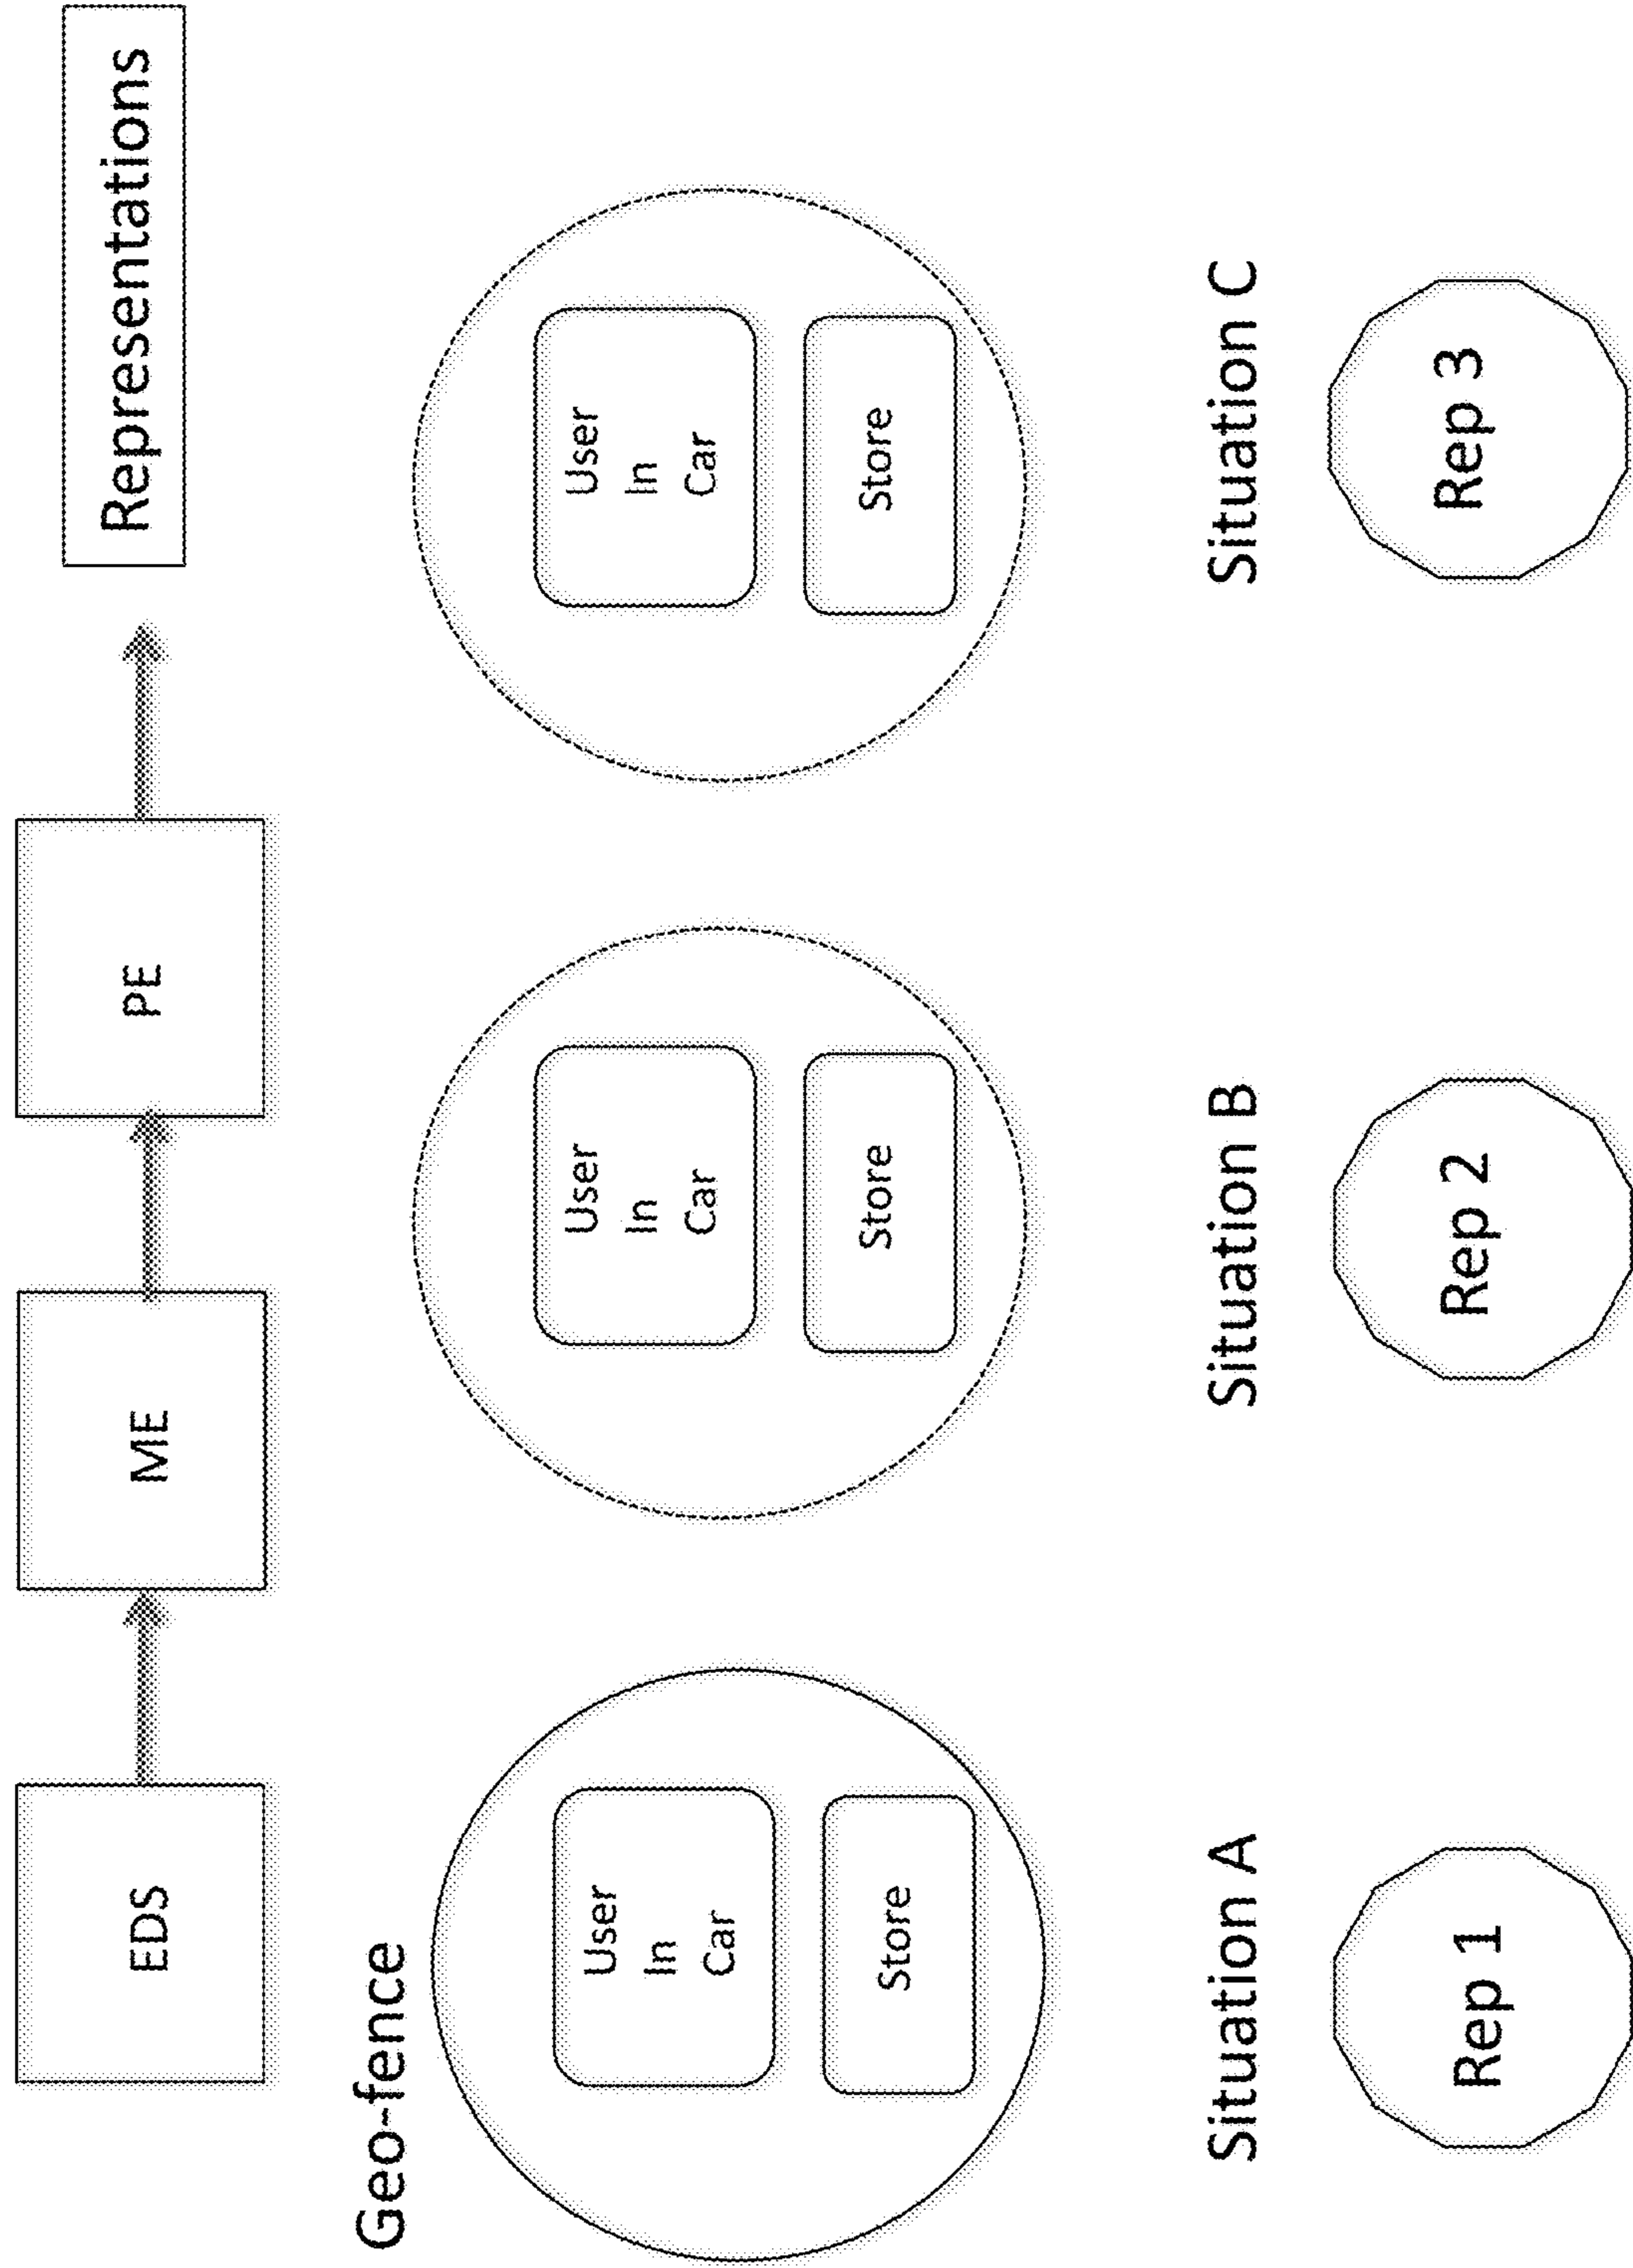 EDS
ME
PE
Representations
Geo-fence
User
In
Car
Store
User
In
Car
Store
User
In
Car
Store
Situation A
Situation B
Situation C
Rep 1
Rep 2
Rep 3